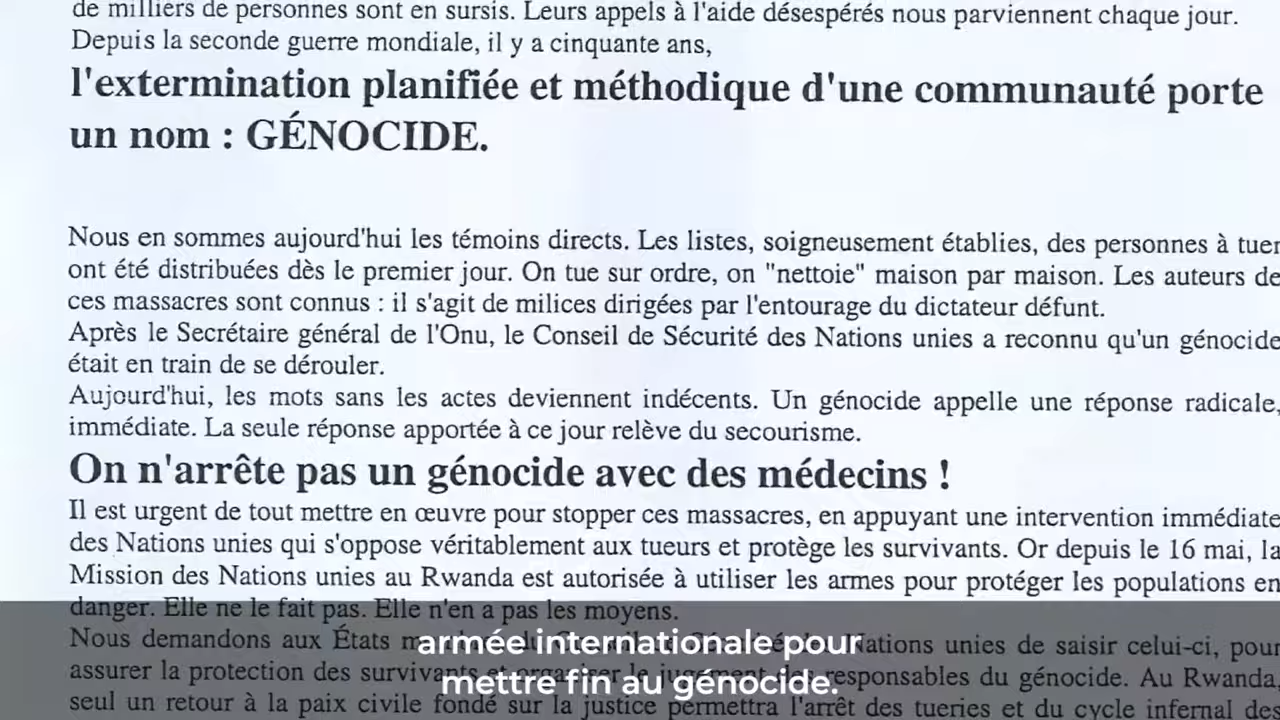 de milliers de personnes sont en sursis. Leurs appels à l'aide désespérés nous parviennent chaque jour.
Depuis la seconde guerre mondiale, il y a cinquante ans,
l'extermination planifiée et méthodique d'une communauté porte
un nom : GÉNOCIDE.
Nous en sommes aujourd'hui les témoins directs. Les listes, soigneusement établies, des personnes à tuer
ont été distribuées dès le premier jour. On tue sur ordre, on "nettoie" maison par maison. Les auteurs de
ces massacres sont connus : il s'agit de milices dirigées par l'entourage du dictateur défunt.
Après le Secrétaire général de l'Onu, le Conseil de Sécurité des Nations unies a reconnu qu'un génocide
était en train de se dérouler.
Aujourd'hui, les mots sans les actes deviennent indécents. Un génocide appelle une réponse radicale,
immédiate. La seule réponse apportée à ce jour relève du secourisme.
On n'arrête pas un génocide avec des médecins !
Il est urgent de tout mettre en œuvre pour stopper ces massacres, en appuyant une intervention immédiate
des Nations unies qui s'oppose véritablement aux tueurs et protège les survivants. Or depuis le 16 mai, la
Mission des Nations unies au Rwanda est autorisée à utiliser les armes pour protéger les populations en
danger. Elle ne le fait pas. Elle n'en a pas les moyens.
Nous demandons aux États Nations unies de saisir celui-ci, pour
assurer la protection des survivants et organiser le jugement des responsables du génocide. Au Rwanda,
seul un retour à la paix civile fondé sur la justice permettra l'arrêt des tueries et du cycle infernal des
armée internationale pour
mettre fin au génocide.